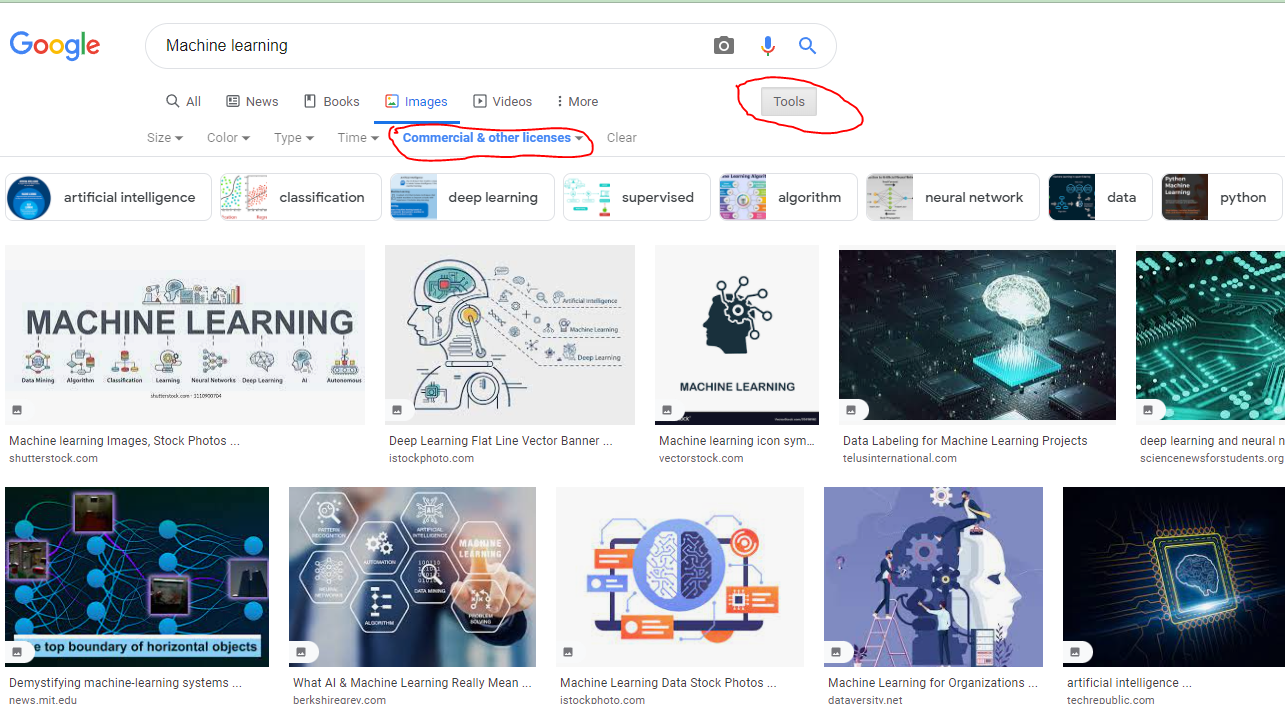 Google
Machine learning
All News Books Images Videos More Tools
Size Color Type Time Commercial & other licenses Clear
artificial intelligence classification deep learning supervised algorithm neural network data python
MACHINE LEARNING
Data Mining Algorithm Classification Learning Neural Networks Deep Learning AI Autonomous
shutterstock.com · 1110900704
Artificial Intelligence
Machine Learning
Deep Learning
MACHINE LEARNING
Machine learning Images, Stock Photos ...
shutterstock.com
Deep Learning Flat Line Vector Banner ...
istockphoto.com
Machine learning icon sym...
vectorstock.com
Data Labeling for Machine Learning Projects
telusinternational.com
deep learning and neural n
sciencenewsforstudents.org
e top boundary of horizontal objects
PATTERN RECOGNITION
ARTIFICIAL INTELLIGENCE
AUTOMATION
MACHINE LEARNING
NEURAL NETWORKS
DATA MINING
ALGORITHM
PROBLEM SOLVING
Demystifying machine-learning systems ...
news.mit.edu
What AI & Machine Learning Really Mean ...
berkshiregrey.com
Machine Learning Data Stock Photos ...
istockphoto.com
Machine Learning for Organizations ...
dataversity.net
artificial intelligence ...
techrepublic.com